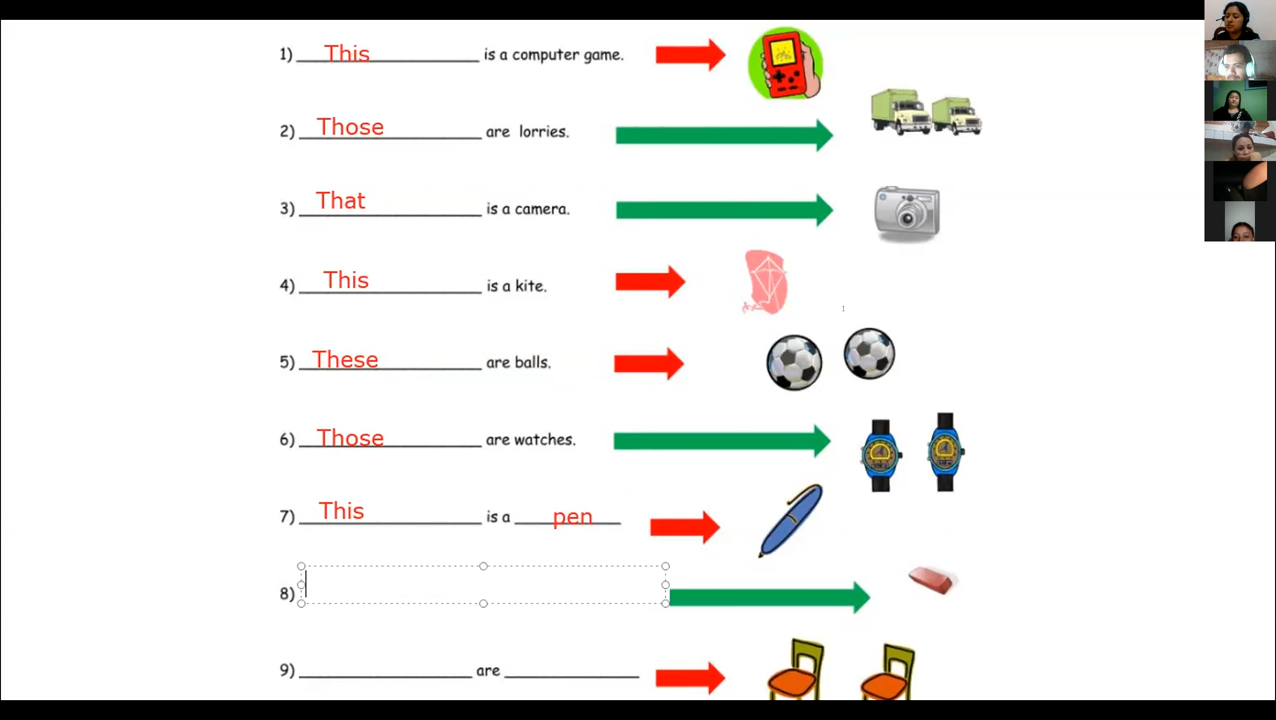 1) This is a computer game.
2) Those are lorries.
3) That is a camera.
4) This is a kite.
5) These are balls.
6) Those are watches.
7) This is a pen
8)
9) are